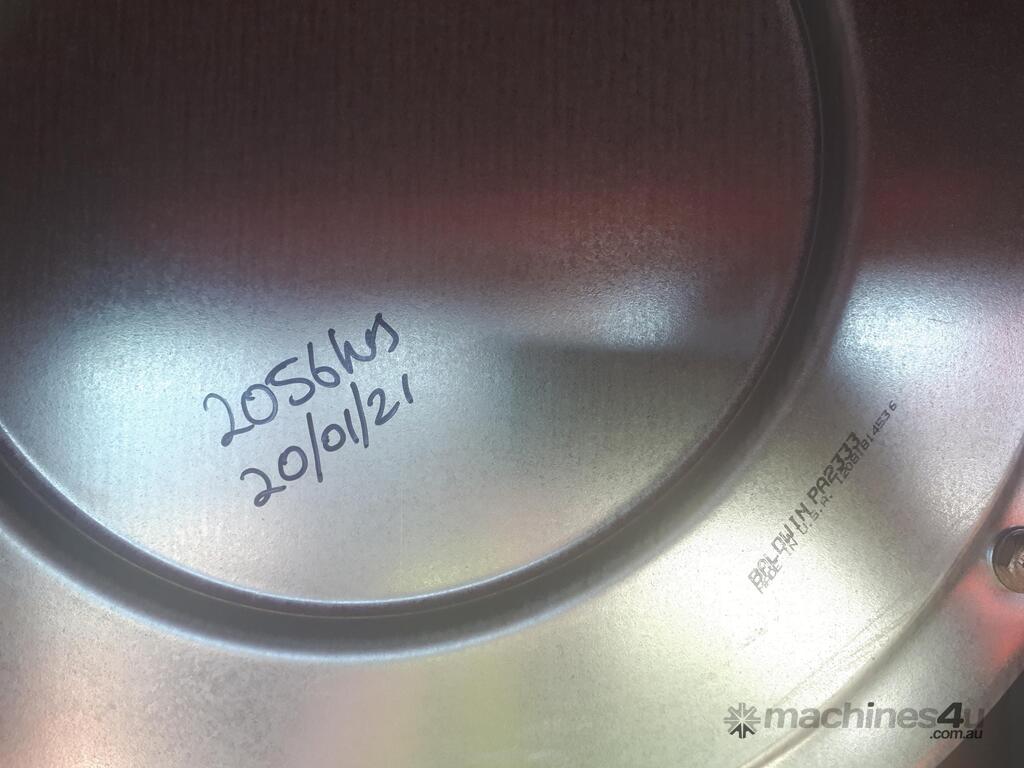 2056hrs
20/01/21
BALDWIN PA2333
MADE IN U.S.A.
machines4u
.com.au